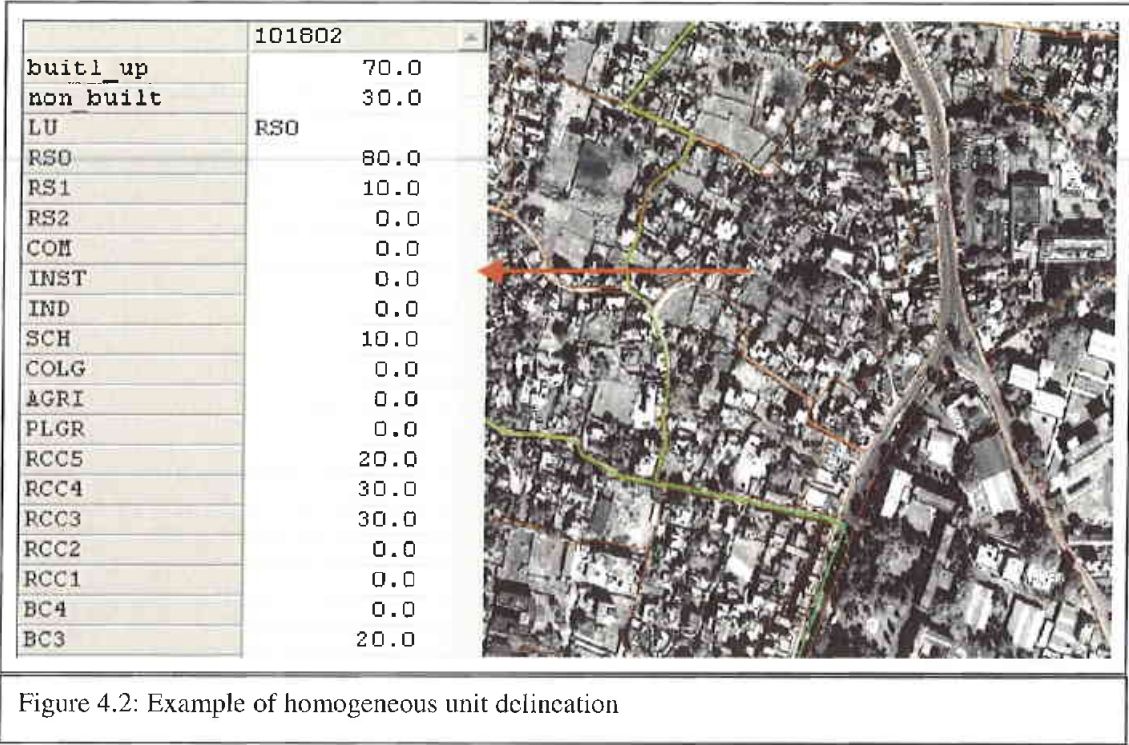 101802
buitl_up 70.0
non_built 30.0
LU RSO
RSO 80.0
RS1 10.0
RS2 0.0
COM 0.0
INST 0.0
IND 0.0
SCH 10.0
COLG 0.0
AGRI 0.0
PLGR 0.0
RCC5 20.0
RCC4 30.0
RCC3 30.0
RCC2 0.0
RCC1 0.0
BC4 0.0
BC3 20.0
Figure 4.2: Example of homogeneous unit delineation